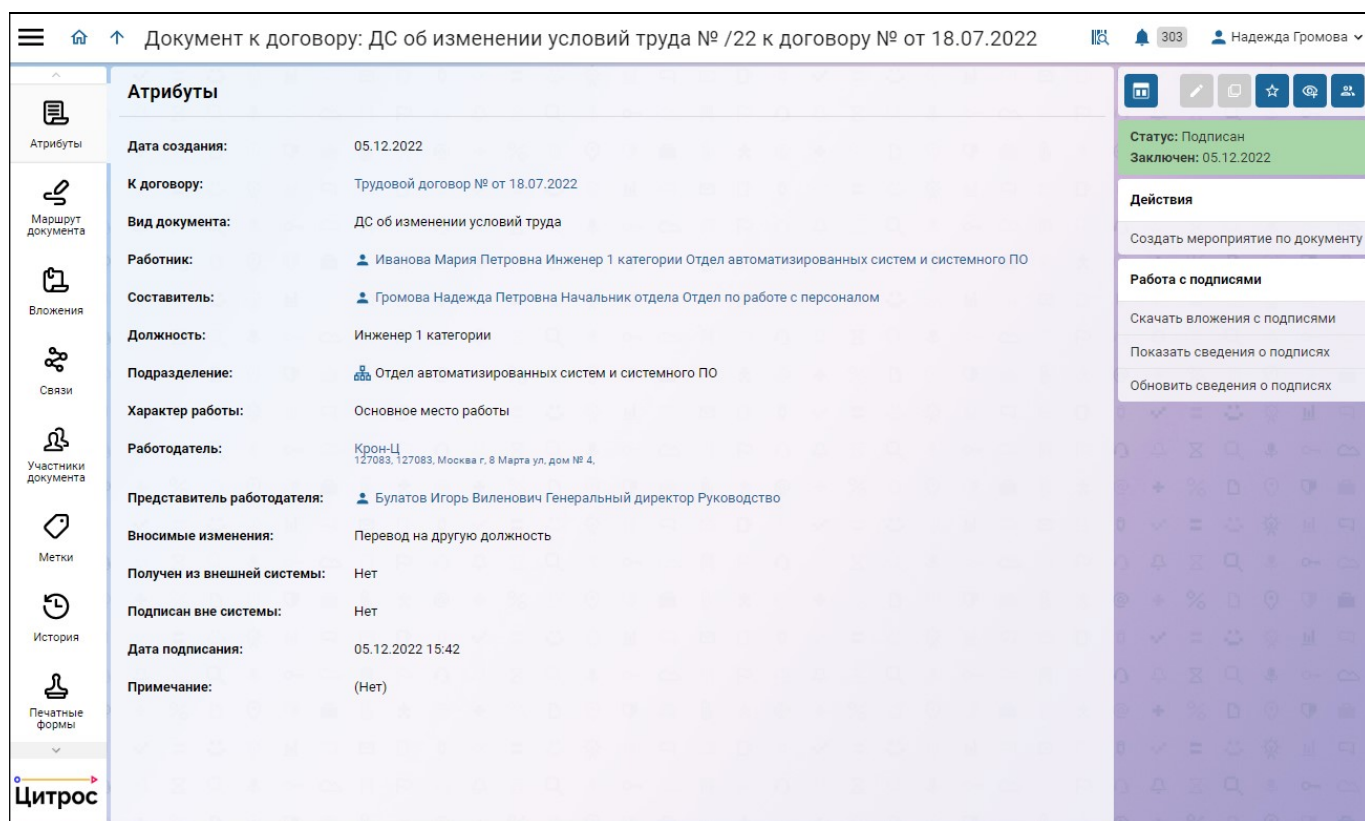 Документ к договору: ДС об изменении условий труда № /22 к договору № от 18.07.2022
303
Надежда Громова
Атрибуты
Маршрут
документа
Вложения
Связи
Участники
документа
Метки
История
Печатные
формы
Цитрос
Атрибуты
Дата создания: 05.12.2022
К договору: Трудовой договор № от 18.07.2022
Вид документа: ДС об изменении условий труда
Работник: Иванова Мария Петровна Инженер 1 категории Отдел автоматизированных систем и системного ПО
Составитель: Громова Надежда Петровна Начальник отдела Отдел по работе с персоналом
Должность: Инженер 1 категории
Подразделение: Отдел автоматизированных систем и системного ПО
Характер работы: Основное место работы
Работодатель: Крон-Ц
127083, 127083, Москва г, 8 Марта ул, дом № 4,
Представитель работодателя: Булатов Игорь Виленович Генеральный директор Руководство
Вносимые изменения: Перевод на другую должность
Получен из внешней системы: Нет
Подписан вне системы: Нет
Дата подписания: 05.12.2022 15:42
Примечание: (Нет)
Статус: Подписан
Заключен: 05.12.2022
Действия
Создать мероприятие по документу
Работа с подписями
Скачать вложения с подписями
Показать сведения о подписях
Обновить сведения о подписях